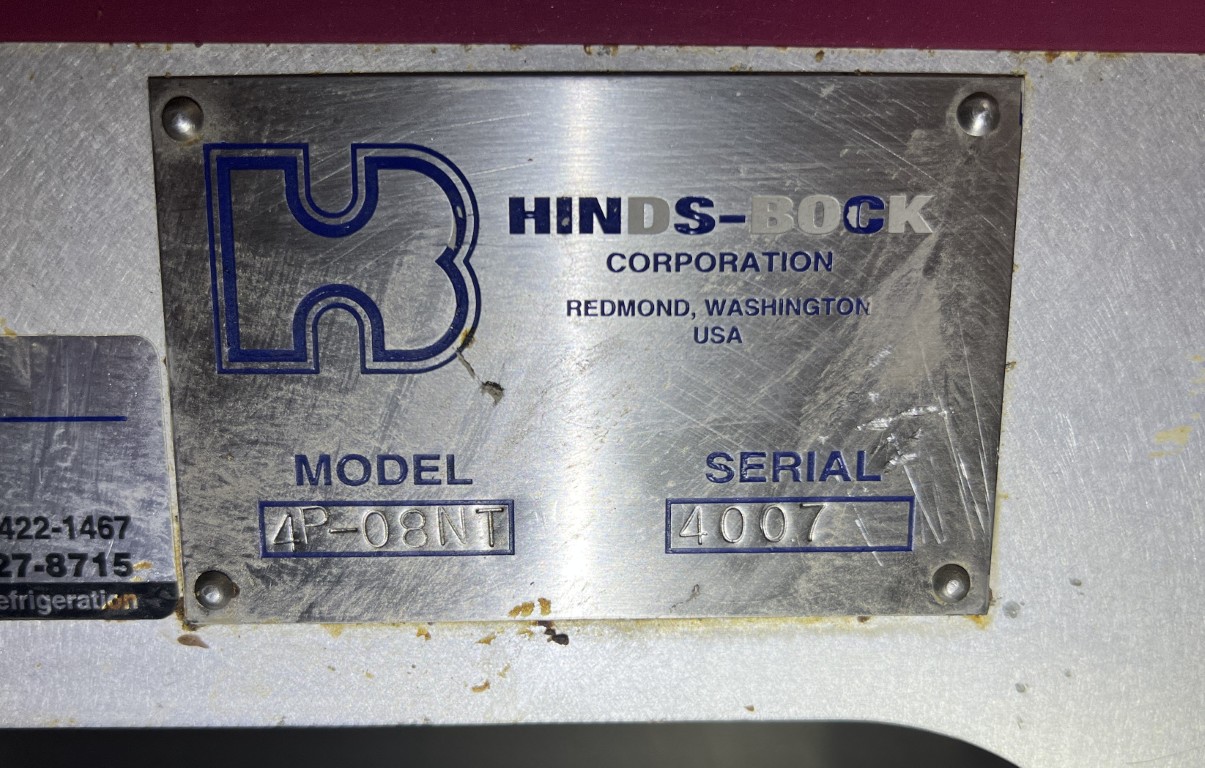 HINDS-BOCK
CORPORATION
REDMOND, WASHINGTON
USA
MODEL SERIAL
4P-08NT 4007
422-1467
27-8715
efrigeration